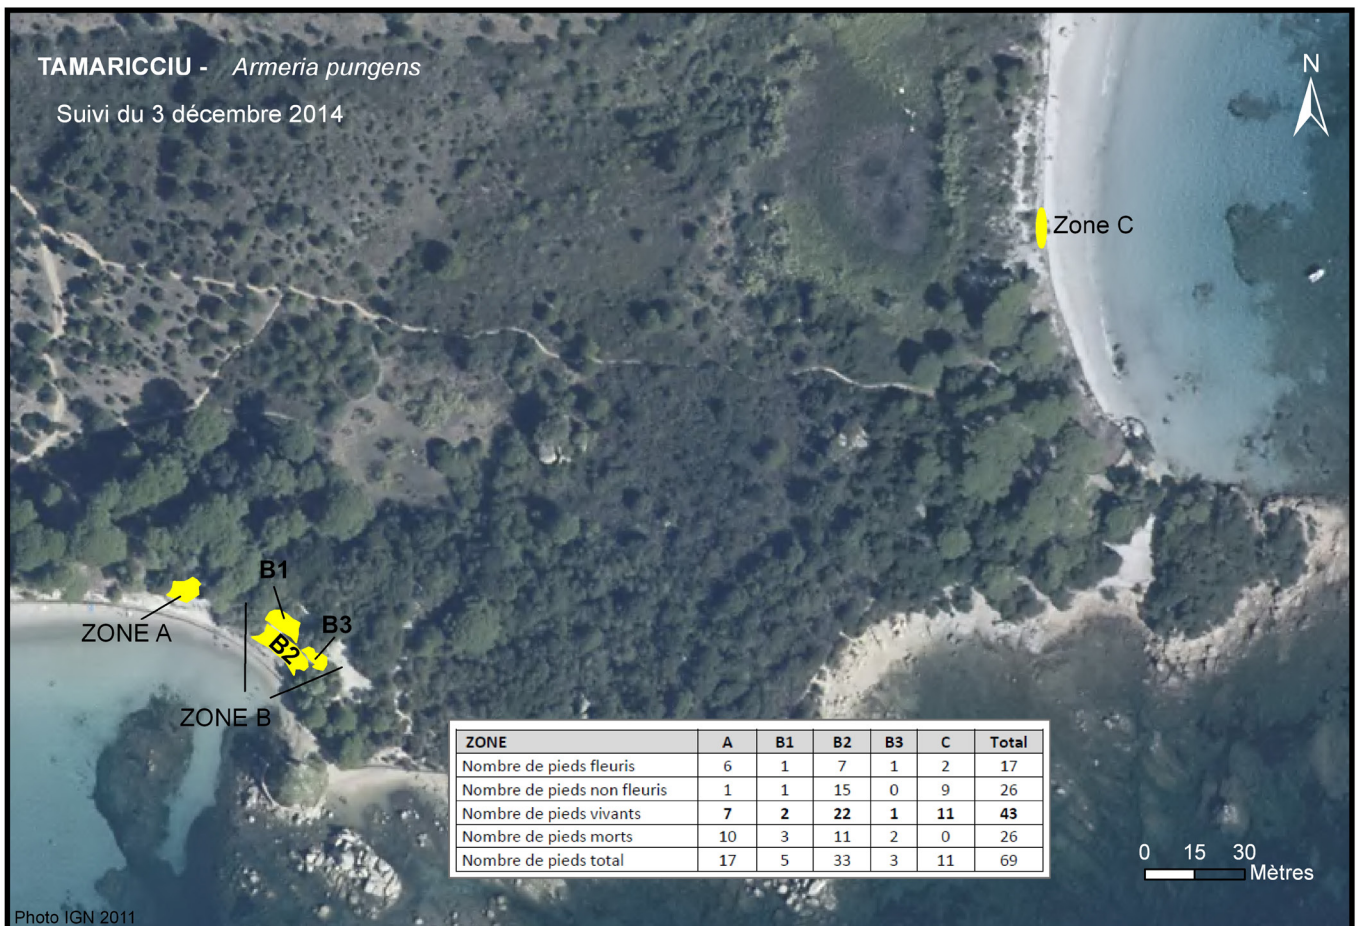 TAMARICCIU - Armeria pungens
Suivi du 3 décembre 2014
N
Zone C
B1
ZONE A
B3
B2
ZONE B
ZONE A B1 B2 B3 C Total
Nombre de pieds fleuris 6 1 7 1 2 17
Nombre de pieds non fleuris 1 1 15 0 9 26
Nombre de pieds vivants 7 2 22 1 11 43
Nombre de pieds morts 10 3 11 2 0 26
Nombre de pieds total 17 5 33 3 11 69
0 15 30
Mètres
Photo IGN 2011